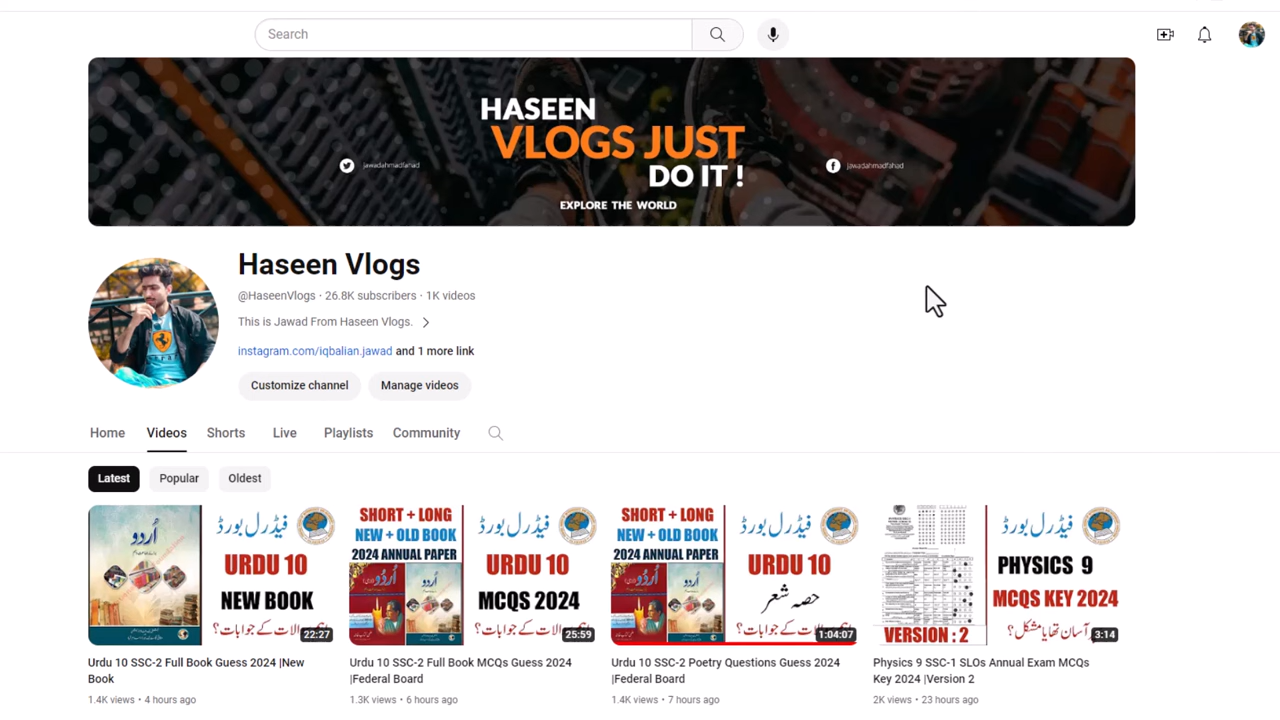 Search
HASEEN
VLOGS JUST
DO IT !
jawadahmadfahad
jawadahmadfahad
EXPLORE THE WORLD
Haseen Vlogs
@HaseenVlogs · 26.8K subscribers · 1K videos
This is Jawad From Haseen Vlogs.
instagram.com/iqbalian.jawad and 1 more link
Customize channel
Manage videos
Home
Videos
Shorts
Live
Playlists
Community
Latest
Popular
Oldest
اُردو
فیڈرل بورڈ
URDU 10
NEW BOOK
22:27
SHORT + LONG
NEW + OLD BOOK
2024 ANNUAL PAPER
اُردو
اُردو
فیڈرل بورڈ
URDU 10
MCQS 2024
25:59
SHORT + LONG
NEW + OLD BOOK
2024 ANNUAL PAPER
اُردو
اُردو
فیڈرل بورڈ
URDU 10
حصہ شعر
1:04:07
VERSION : 2
فیڈرل بورڈ
PHYSICS 9
MCQS KEY 2024
آسان تھا یا مشکل؟
3:14
Urdu 10 SSC-2 Full Book Guess 2024 |New
Book
1.4K views • 4 hours ago
Urdu 10 SSC-2 Full Book MCQs Guess 2024
|Federal Board
1.3K views • 6 hours ago
Urdu 10 SSC-2 Poetry Questions Guess 2024
|Federal Board
1.4K views • 7 hours ago
Physics 9 SSC-1 SLOs Annual Exam MCQs
Key 2024 |Version 2
2K views • 23 hours ago